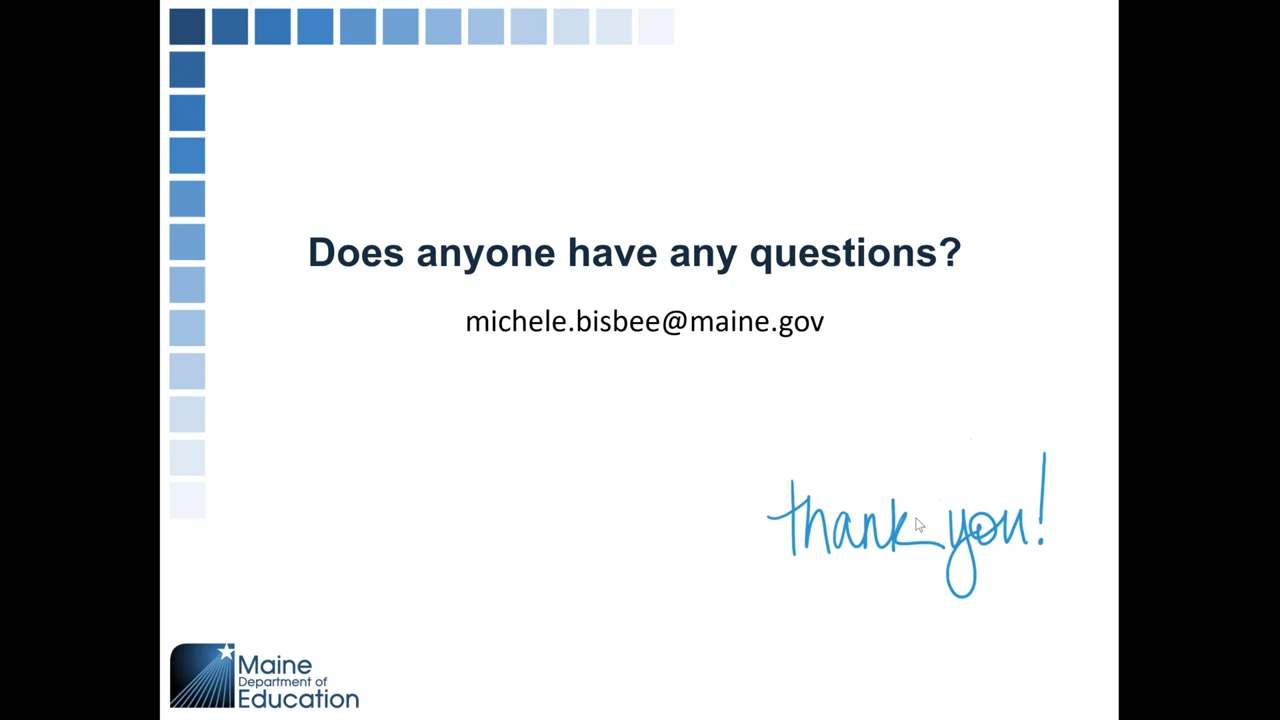 Does anyone have any questions?
michele.bisbee@maine.gov
thank you!
Maine
Department of
Education